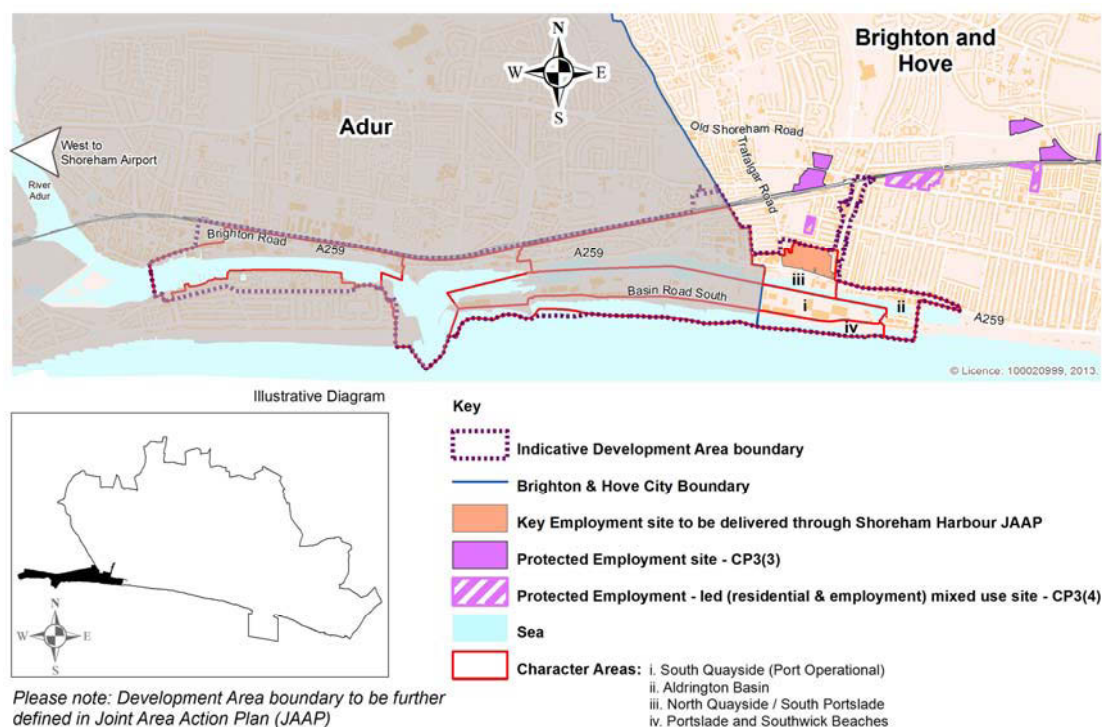 N
W E
S
Brighton and
Hove
Adur
Old Shoreham Road
Trafalgar Road
West to
Shoreham Airport
River
Adur
Brighton Road
A259
A259
iii
Basin Road South
i
ii
iv
A259
© Licence: 100020999, 2013.
Illustrative Diagram
N
W E
S
Please note: Development Area boundary to be further
defined in Joint Area Action Plan (JAAP)
Key
Indicative Development Area boundary
Brighton & Hove City Boundary
Key Employment site to be delivered through Shoreham Harbour JAAP
Protected Employment site - CP3(3)
Protected Employment - led (residential & employment) mixed use site - CP3(4)
Sea
Character Areas: i. South Quayside (Port Operational)
ii. Aldrington Basin
iii. North Quayside / South Portslade
iv. Portslade and Southwick Beaches